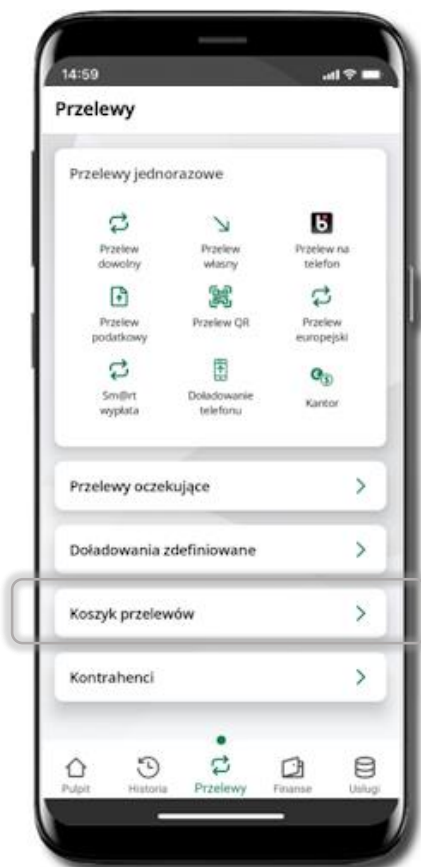 14:59
Przelewy
Przelewy jednorazowe
Przelew
dowolny
Przelew
własny
Przelew na
telefon
Przelew
podatkowy
Przelew QR
Przelew
europejski
Sm@rt
wypłata
Doładowanie
telefonu
Kantor
Przelewy oczekujące
Doładowania zdefiniowane
Koszyk przelewów
Kontrahenci
Pulpit
Historia
Przelewy
Finanse
Usługi